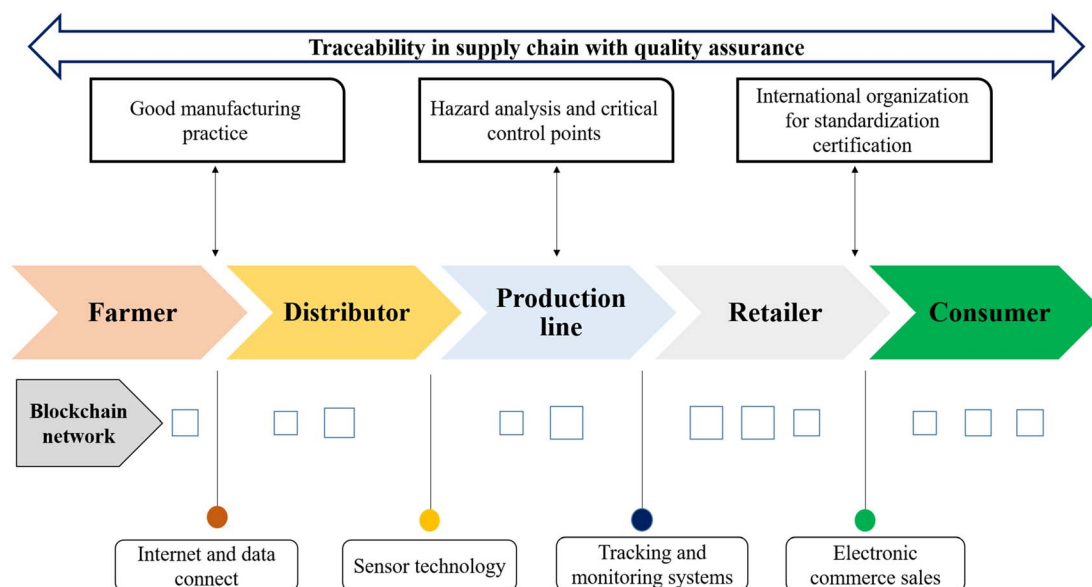 Traceability in supply chain with quality assurance
Good manufacturing
practice
Hazard analysis and critical
control points
International organization
for standardization
certification
Farmer
Distributor
Production
line
Retailer
Consumer
Blockchain
network
Internet and data
connect
Sensor technology
Tracking and
monitoring systems
Electronic
commerce sales